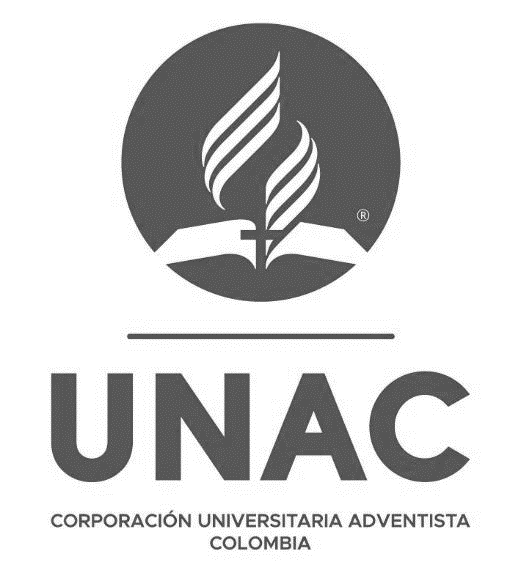 ®
UNAC
CORPORACIÓN UNIVERSITARIA ADVENTISTA
COLOMBIA